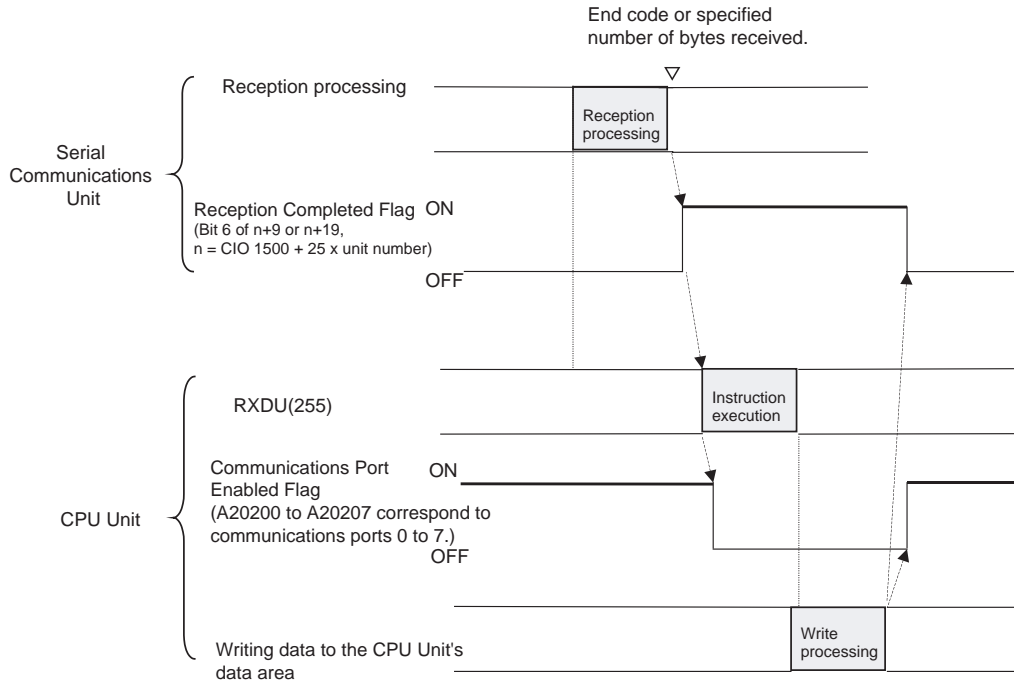 End code or specified
number of bytes received.
Reception processing
Reception
processing
Serial
Communications
Unit
Reception Completed Flag
ON
(Bit 6 of n+9 or n+19,
n = CIO 1500 + 25 x unit number)
OFF
RXDU(255)
Instruction
execution
Communications Port
Enabled Flag
(A20200 to A20207 correspond to
communications ports 0 to 7.)
ON
OFF
CPU Unit
Writing data to the CPU Unit's
data area
Write
processing